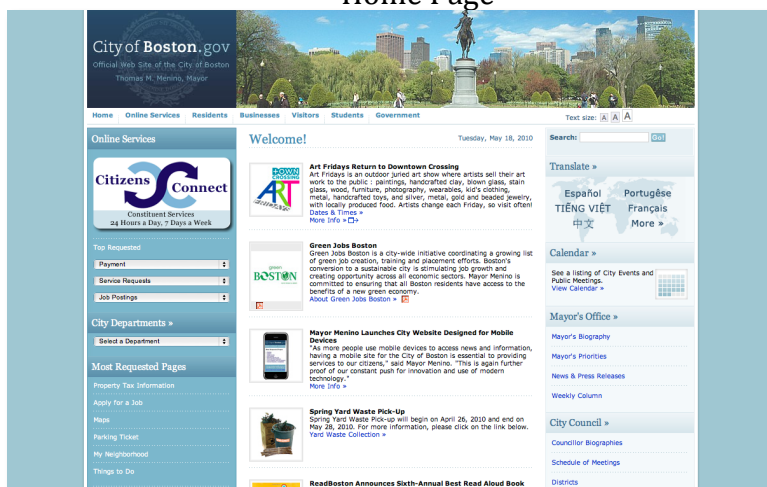 Home Page
City of Boston.gov
Official Web Site of the City of Boston
Thomas M. Menino, Mayor
Home Online Services Residents Businesses Visitors Students Government
Text size: A A A
Online Services
Citizens Connect
Constituent Services
24 Hours a Day, 7 Days a Week
Top Requested
Payment
Service Requests
Job Postings
City Departments »
Select a Department
Most Requested Pages
Property Tax Information
Apply for a Job
Maps
Parking Ticket
My Neighborhood
Things to Do
Welcome!
Tuesday, May 18, 2010
D-OWN CROSSING
ART
Art Fridays Return to Downtown Crossing
Art Fridays is an outdoor juried art show where artists sell their art
work to the public : paintings, handcrafted day, blown glass, stain
glass, wood, furniture, photography, wearables, kid's clothing,
metal, handcrafted toys, and silver, metal, gold and beaded jewelry,
with locally produced food. Artists change each Friday, so visit often!
Dates & Times »
More Info »
green
BOSTON
Green Jobs Boston
Green Jobs Boston is a city-wide initiative coordinating a growing list
of green job creation, training and placement efforts. Boston's
conversion to a sustainable city is stimulating job growth and
creating opportunity across all economic sectors. Mayor Menino is
committed to ensuring that all Boston residents have access to the
benefits of a new green economy.
About Green Jobs Boston »
Mayor Menino Launches City Website Designed for Mobile
Devices
"As more people use mobile devices to access news and information,
having a mobile site for the City of Boston is essential to providing
services to our citizens," said Mayor Menino. "This is again further
proof of our constant push for innovation and use of modern
technology."
More Info »
Spring Yard Waste Pick-Up
Spring Yard Waste Pick-up will begin on April 26, 2010 and end on
May 28, 2010. For more information, please click on the link below.
Yard Waste Collection »
ReadBoston Announces Sixth-Annual Best Read Aloud Book
Search: Go!
Translate »
Español Portugêse
TIẾNG VIỆT Français
中文 More »
Calendar »
See a listing of City Events and
Public Meetings.
View Calendar »
Mayor's Office »
Mayor's Biography
Mayor's Priorities
News & Press Releases
Weekly Column
City Council »
Councillor Biographies
Schedule of Meetings
Districts